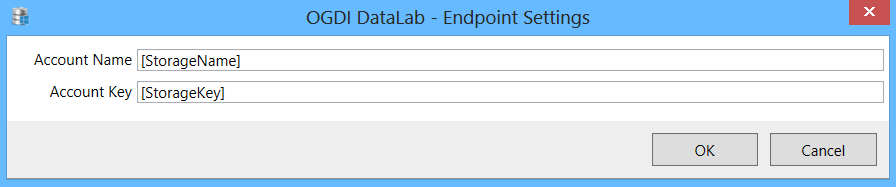 OGDI DataLab - Endpoint Settings
Account Name [StorageName]
Account Key [StorageKey]
OK Cancel